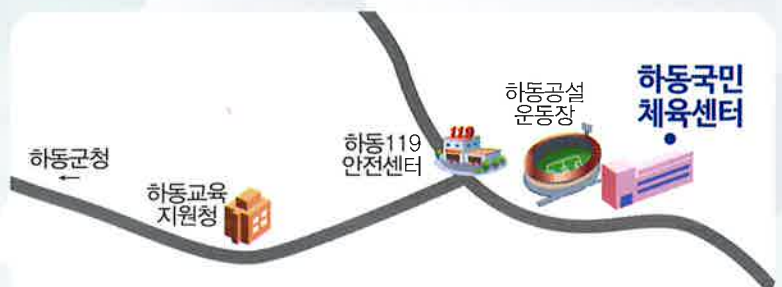 하동국민
체육센터
하동공설
운동장
119
하동119
안전센터
하동군청
←
하동교육
지원청